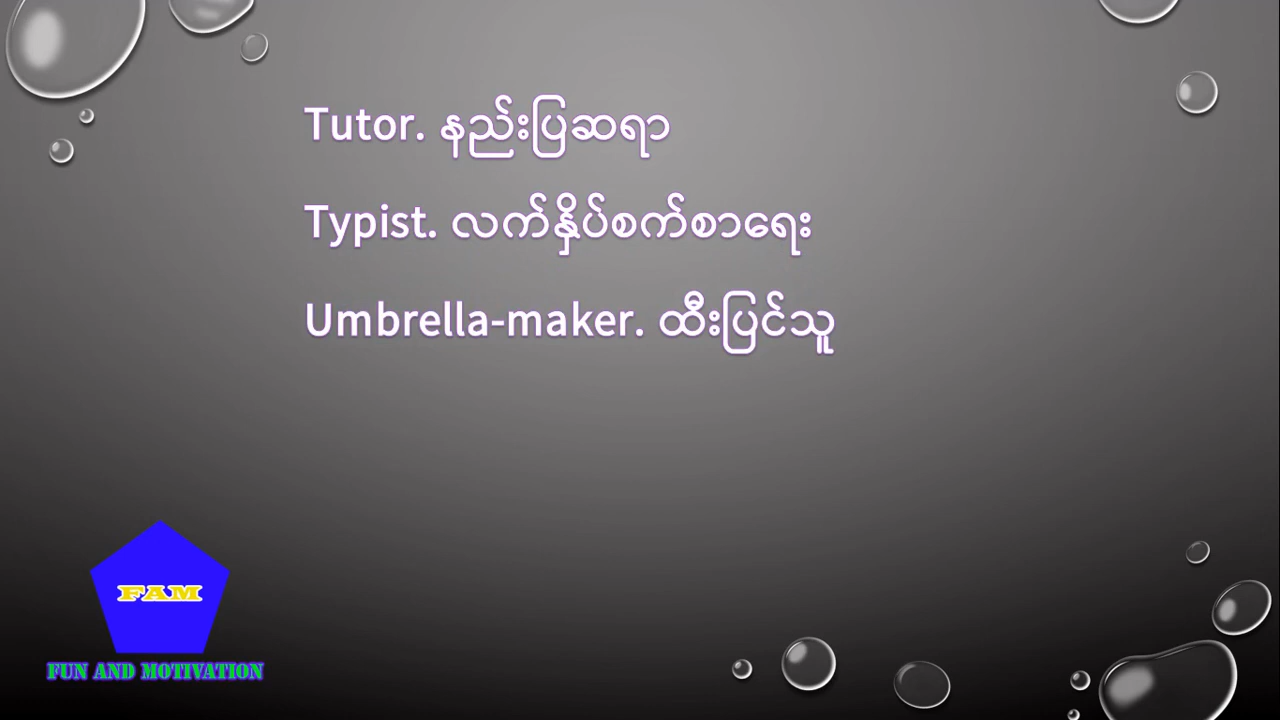 Tutor. နည်းပြဆရာ
Typist. လက်နှိပ်စက်စာရေး
Umbrella-maker. ထီးပြင်သူ
FAM
FUN AND MOTIVATION